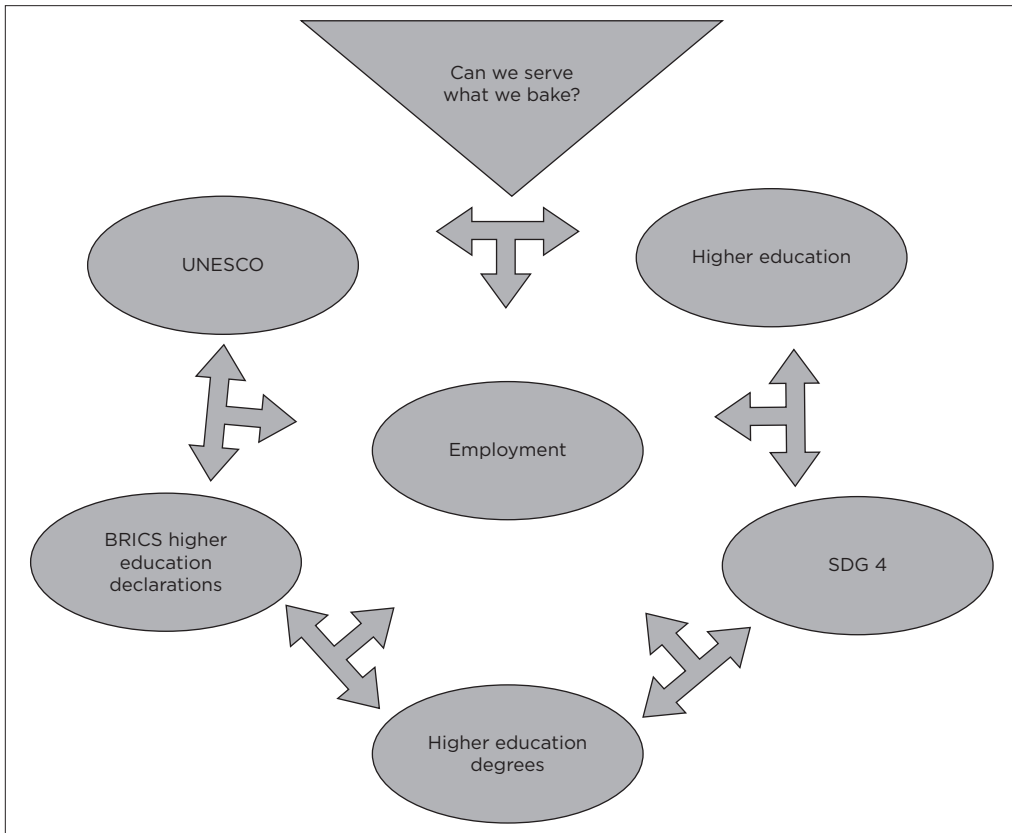 Can we serve
what we bake?
UNESCO
Higher education
Employment
BRICS higher
education
declarations
SDG 4
Higher education
degrees